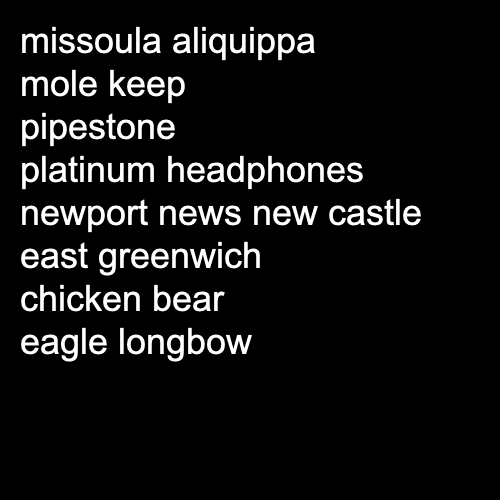 missoula aliquippa
mole keep
pipestone
platinum headphones
newport news new castle
east greenwich
chicken bear
eagle longbow